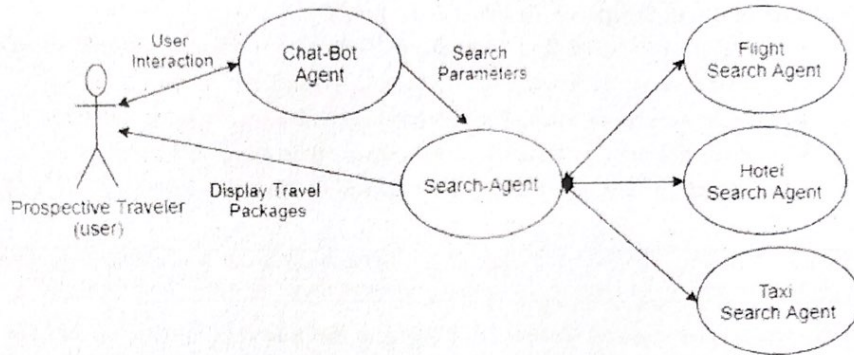 User
Interaction
Chat-Bot
Agent
Search
Parameters
Flight
Search Agent
Search-Agent
Hotel
Search Agent
Display Travel
Packages
Prospective Traveler
(user)
Taxi
Search Agent